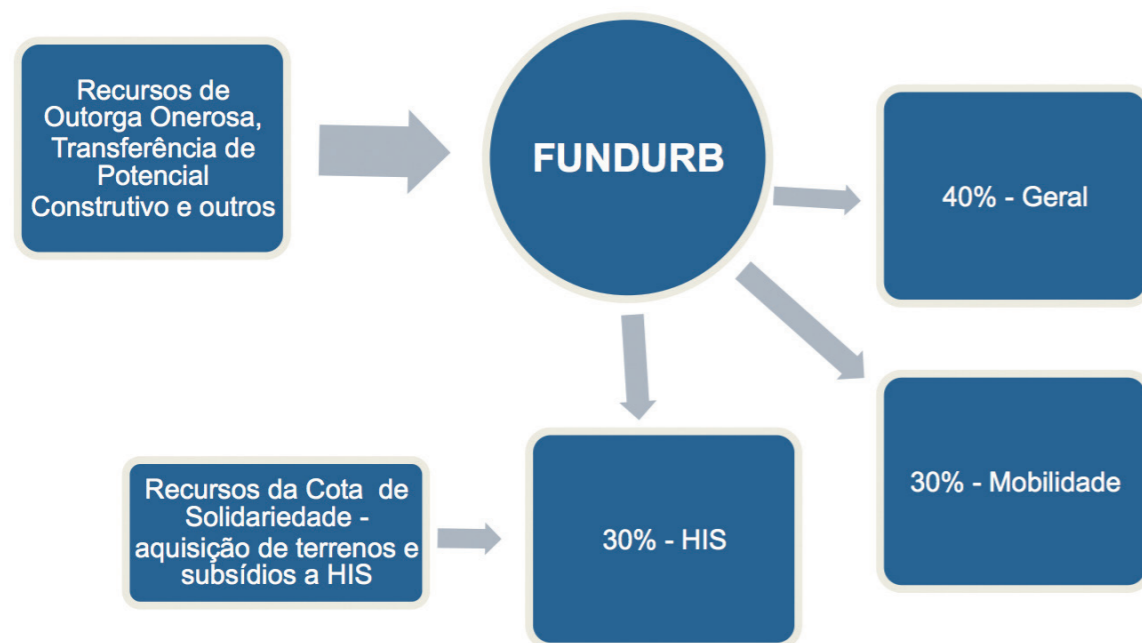 Recursos de
Outorga Onerosa,
Transferência de
Potencial
Construtivo e outros
FUNDURB
40% - Geral
30% - Mobilidade
Recursos da Cota de
Solidariedade -
aquisição de terrenos e
subsídios a HIS
30% - HIS